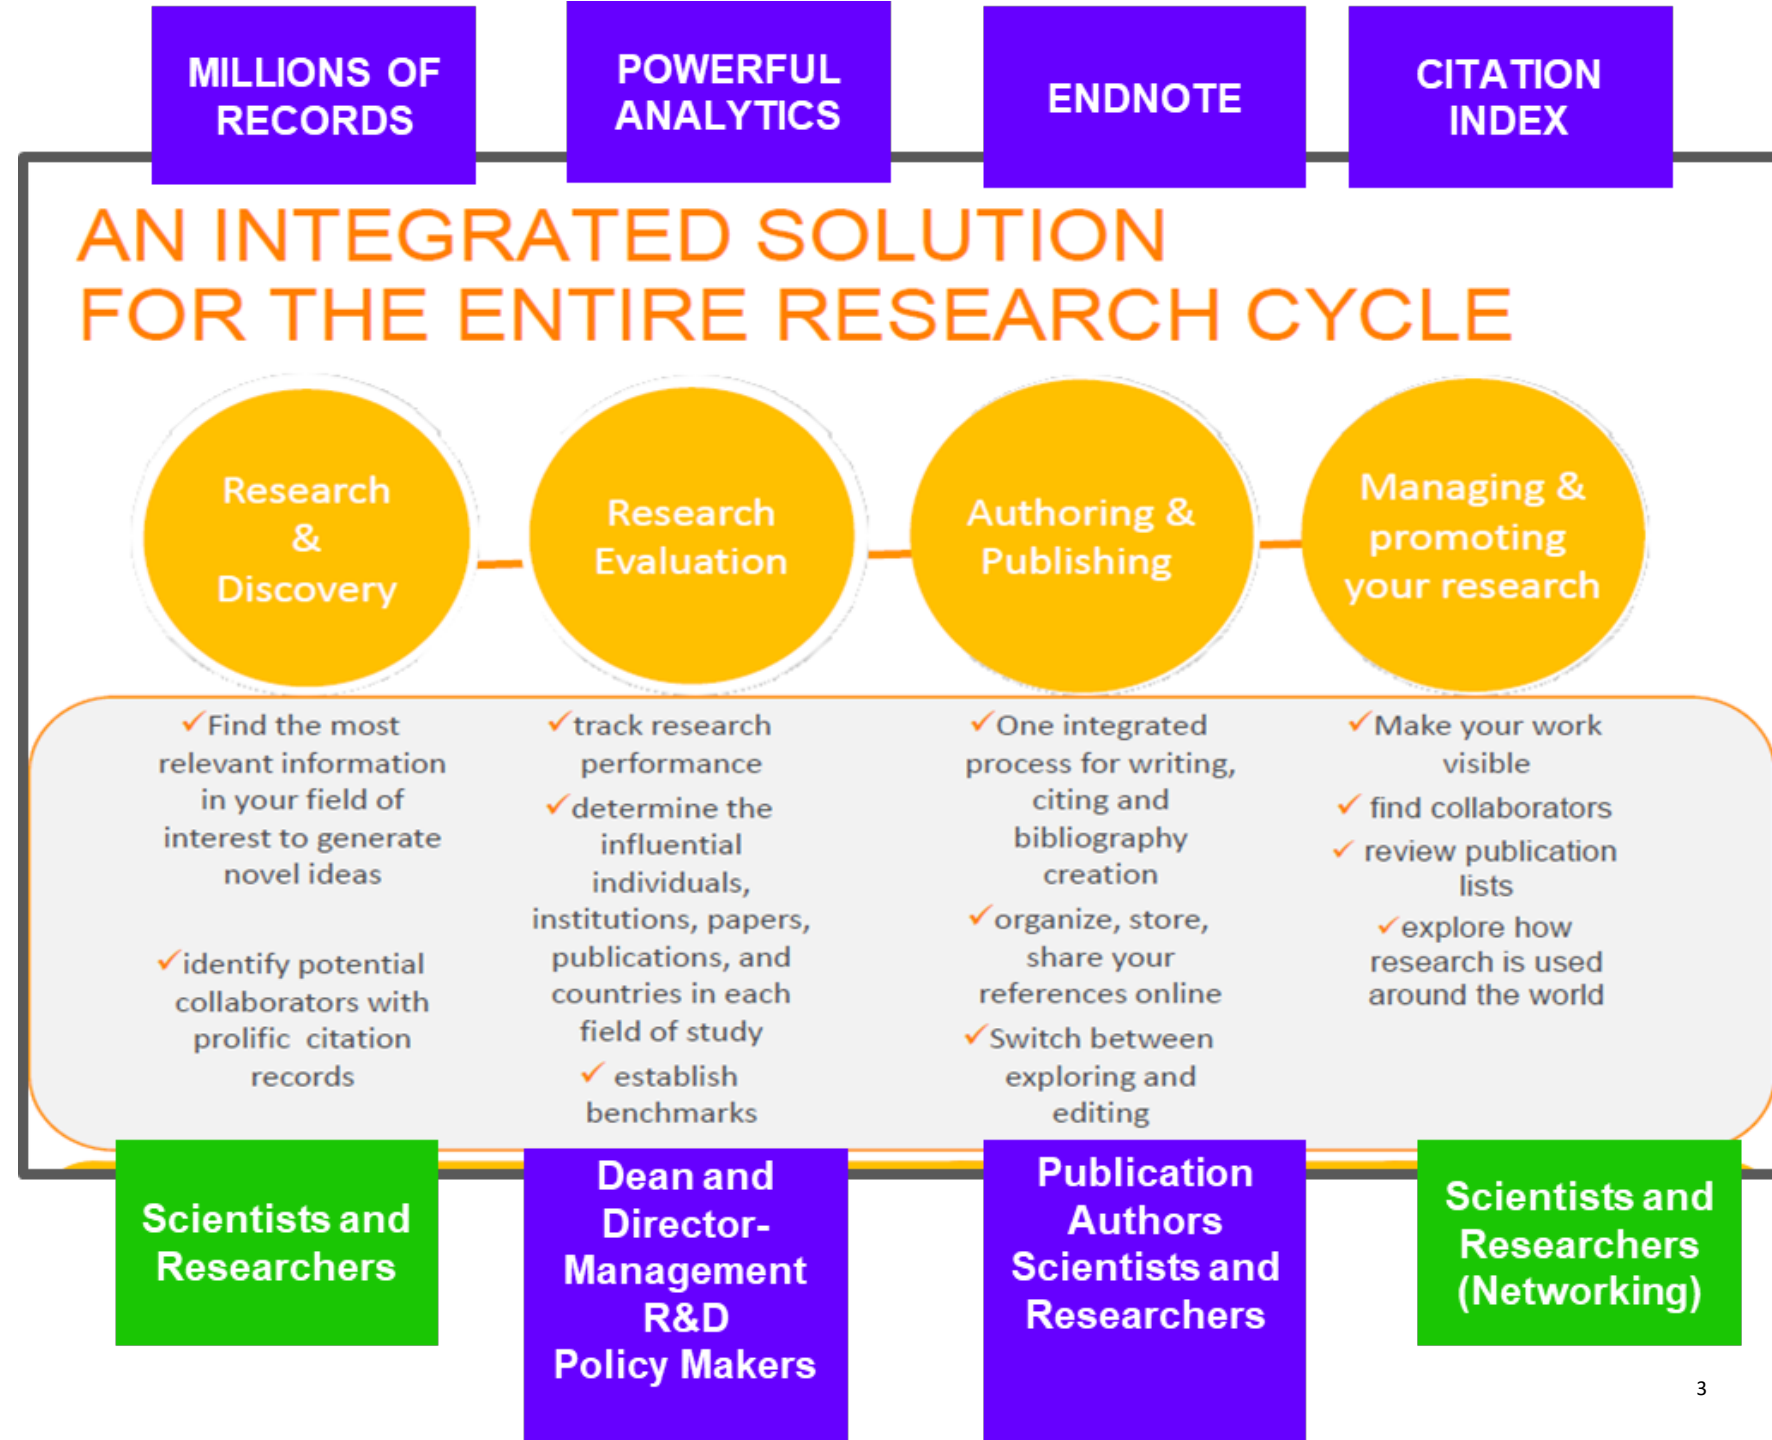 MILLIONS OF
RECORDS
POWERFUL
ANALYTICS
ENDNOTE
CITATION
INDEX
AN INTEGRATED SOLUTION
FOR THE ENTIRE RESEARCH CYCLE
Research
&
Discovery
Research
Evaluation
Authoring &
Publishing
Managing &
promoting
your research
✓Find the most
relevant information
in your field of
interest to generate
novel ideas
✓identify potential
collaborators with
prolific citation
records
✓track research
performance
✓determine the
influential
individuals,
institutions, papers,
publications, and
countries in each
field of study
✓ establish
benchmarks
✓One integrated
process for writing,
citing and
bibliography
creation
✓organize, store,
share your
references online
✓Switch between
exploring and
editing
✓Make your work
visible
✓ find collaborators
✓ review publication
lists
✓explore how
research is used
around the world
Scientists and
Researchers
Dean and
Director-
Management
R&D
Policy Makers
Publication
Authors
Scientists and
Researchers
Scientists and
Researchers
(Networking)
3